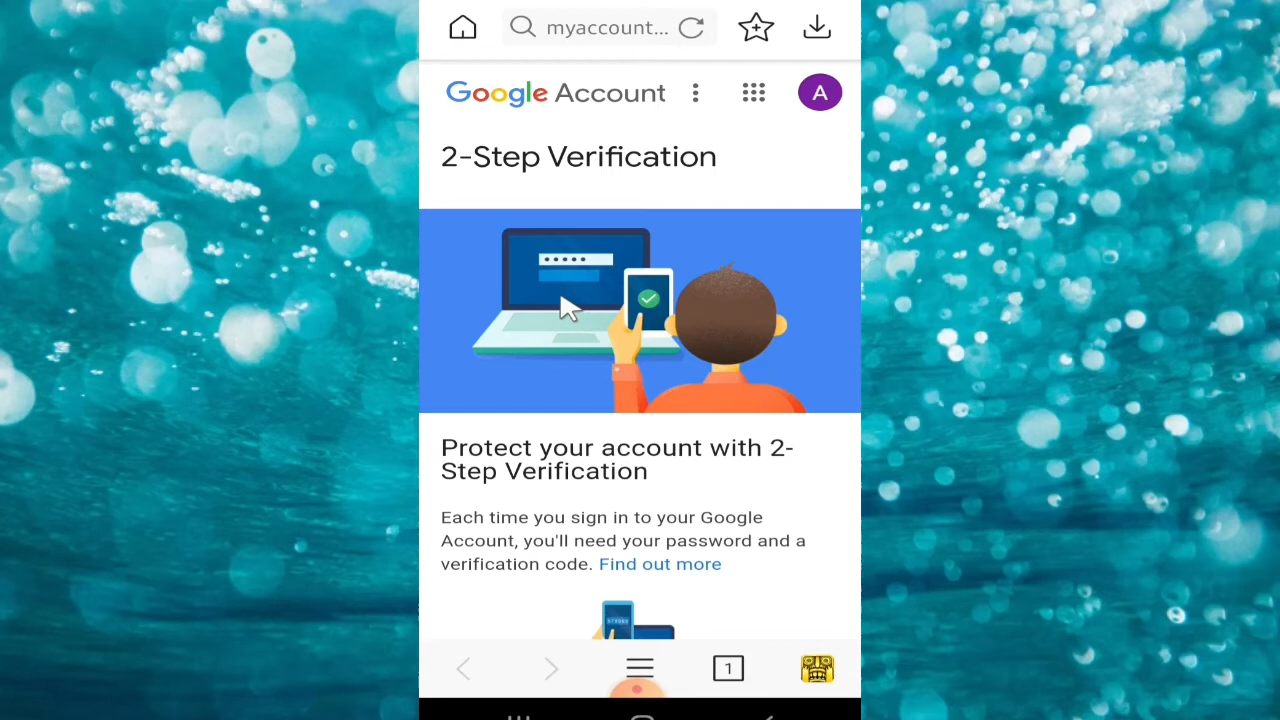 myaccount...
Google Account
A
2-Step Verification
Protect your account with 2-
Step Verification
Each time you sign in to your Google
Account, you'll need your password and a
verification code. Find out more
1